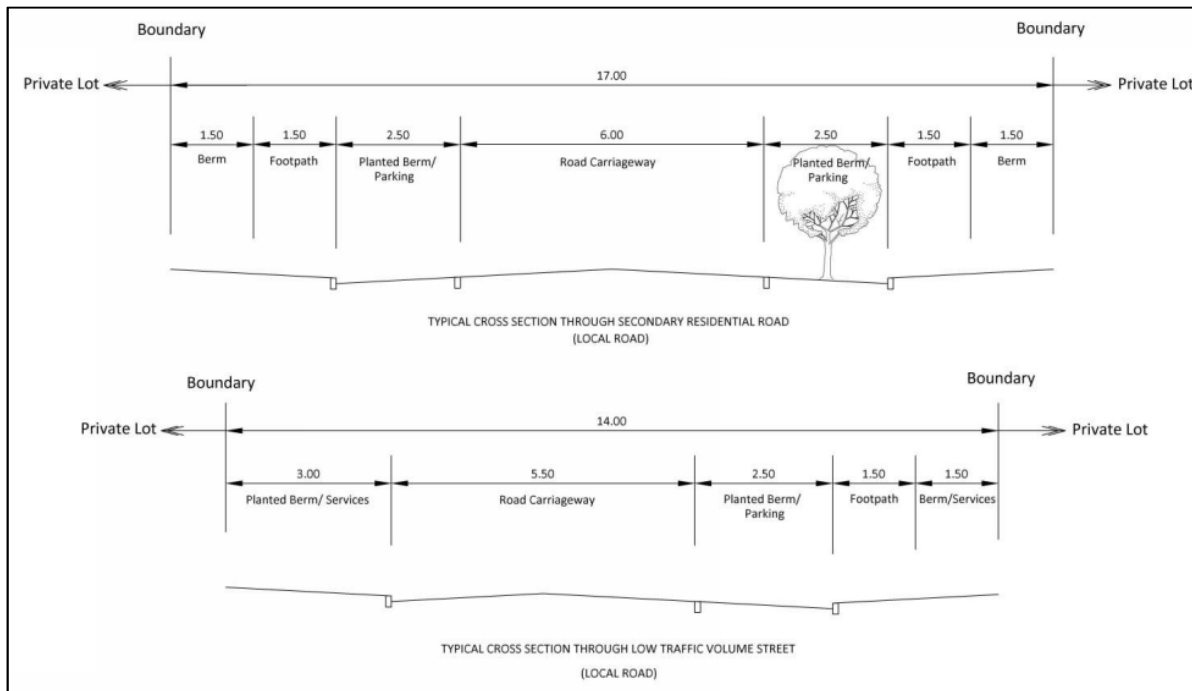 Boundary
Boundary
Private Lot
17.00
Private Lot
1.50
1.50
2.50
6.00
2.50
1.50
1.50
Berm
Footpath
Planted Berm/
Parking
Road Carriageway
Planted Berm/
Parking
Footpath
Berm
TYPICAL CROSS SECTION THROUGH SECONDARY RESIDENTIAL ROAD
(LOCAL ROAD)
Boundary
Boundary
Private Lot
14.00
Private Lot
3.00
5.50
2.50
1.50
1.50
Planted Berm/ Services
Road Carriageway
Planted Berm/
Parking
Footpath
Berm/Services
TYPICAL CROSS SECTION THROUGH LOW TRAFFIC VOLUME STREET
(LOCAL ROAD)